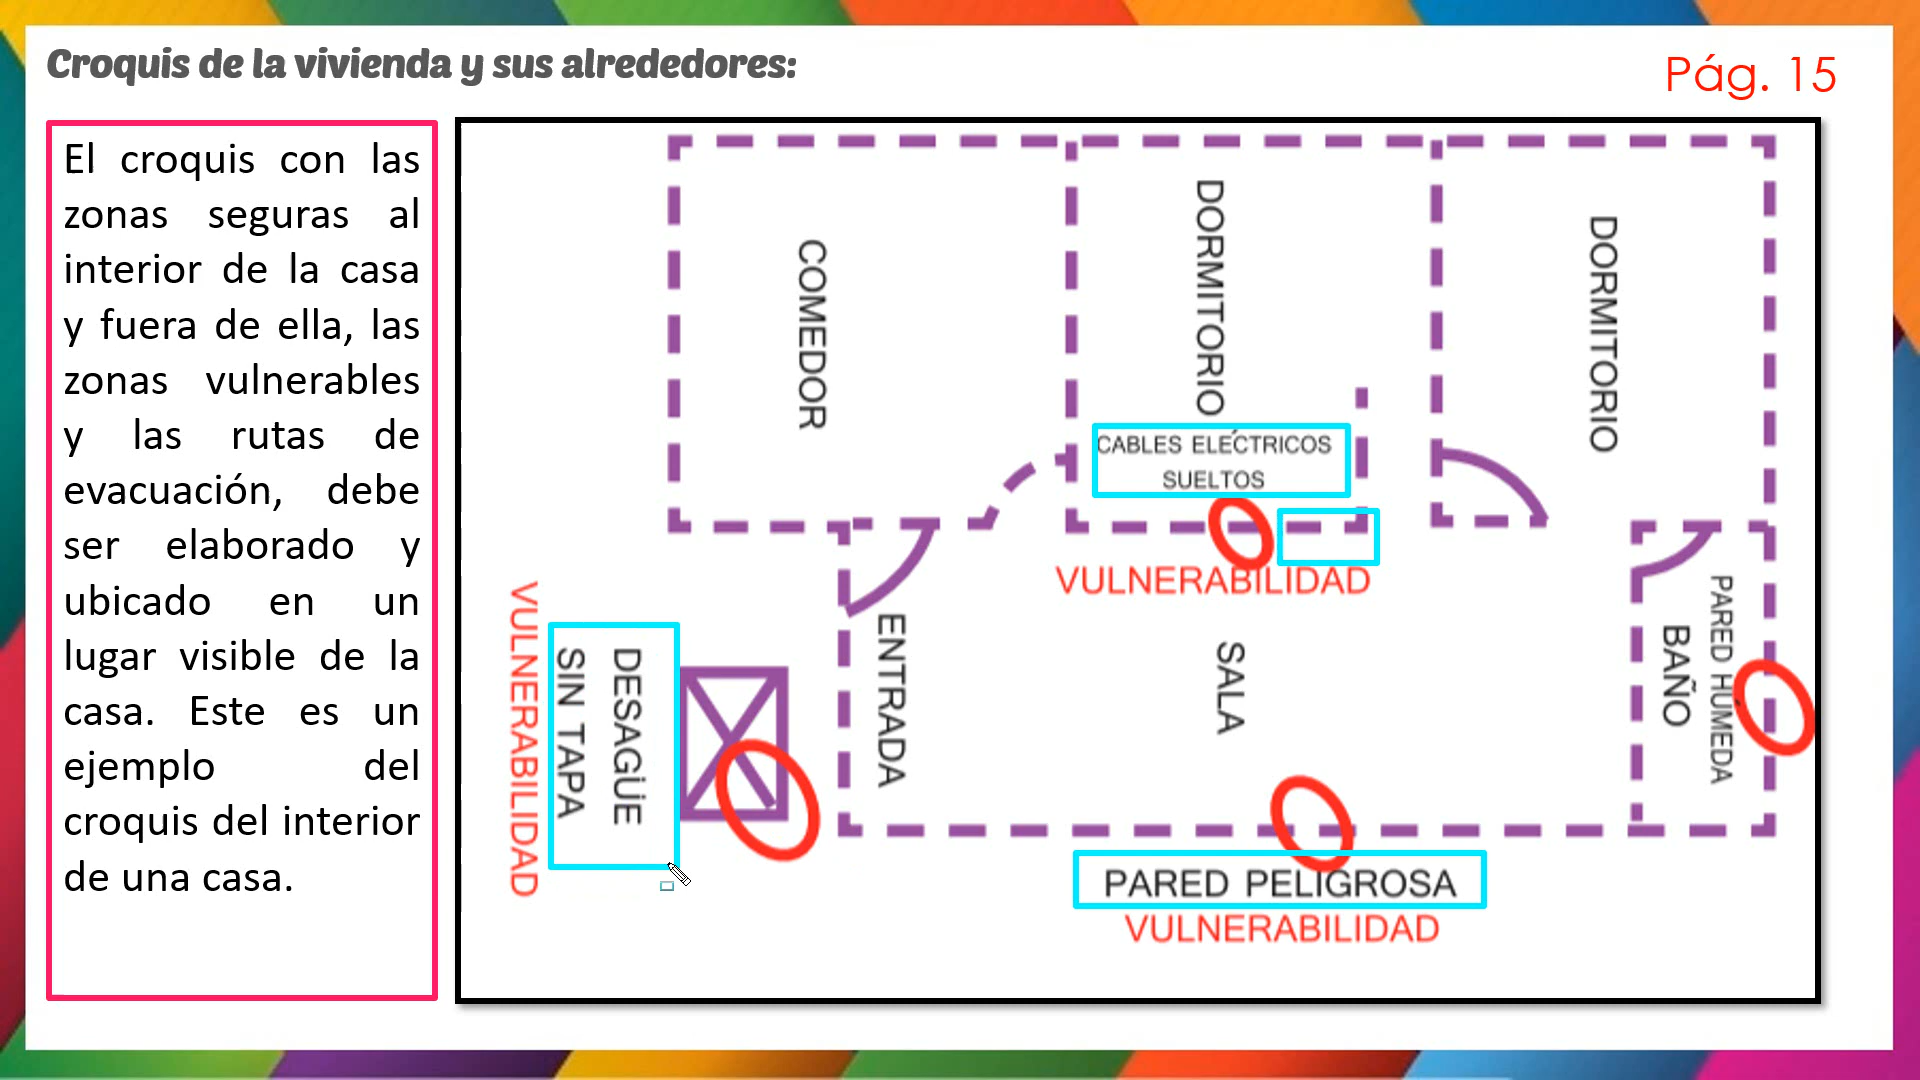 Croquis de la vivienda y sus alrededores:
Pág. 15
El croquis con las
zonas seguras al
interior de la casa
y fuera de ella, las
zonas vulnerables
y las rutas de
evacuación, debe
ser elaborado y
ubicado en un
lugar visible de la
casa. Este es un
ejemplo del
croquis del interior
de una casa.
COMEDOR
DORMITORIO
DORMITORIO
CABLES ELÉCTRICOS
SUELTOS
VULNERABILIDAD
VULNERABILIDAD
DESAGÜE
SIN TAPA
ENTRADA
SALA
PARED HÚMEDA
BAÑO
PARED PELIGROSA
VULNERABILIDAD